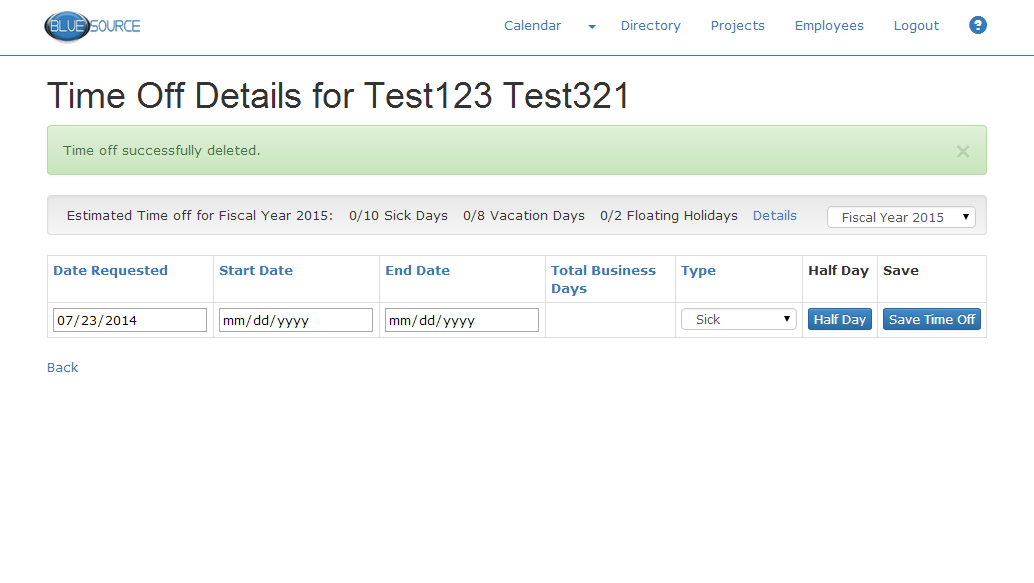 BLUESOURCE
Calendar Directory Projects Employees Logout ?
Time Off Details for Test123 Test321
Time off successfully deleted. ×
Estimated Time off for Fiscal Year 2015: 0/10 Sick Days 0/8 Vacation Days 0/2 Floating Holidays Details Fiscal Year 2015
Date Requested Start Date End Date Total Business Days Type Half Day Save
07/23/2014 mm/dd/yyyy mm/dd/yyyy Sick Half Day Save Time Off
Back